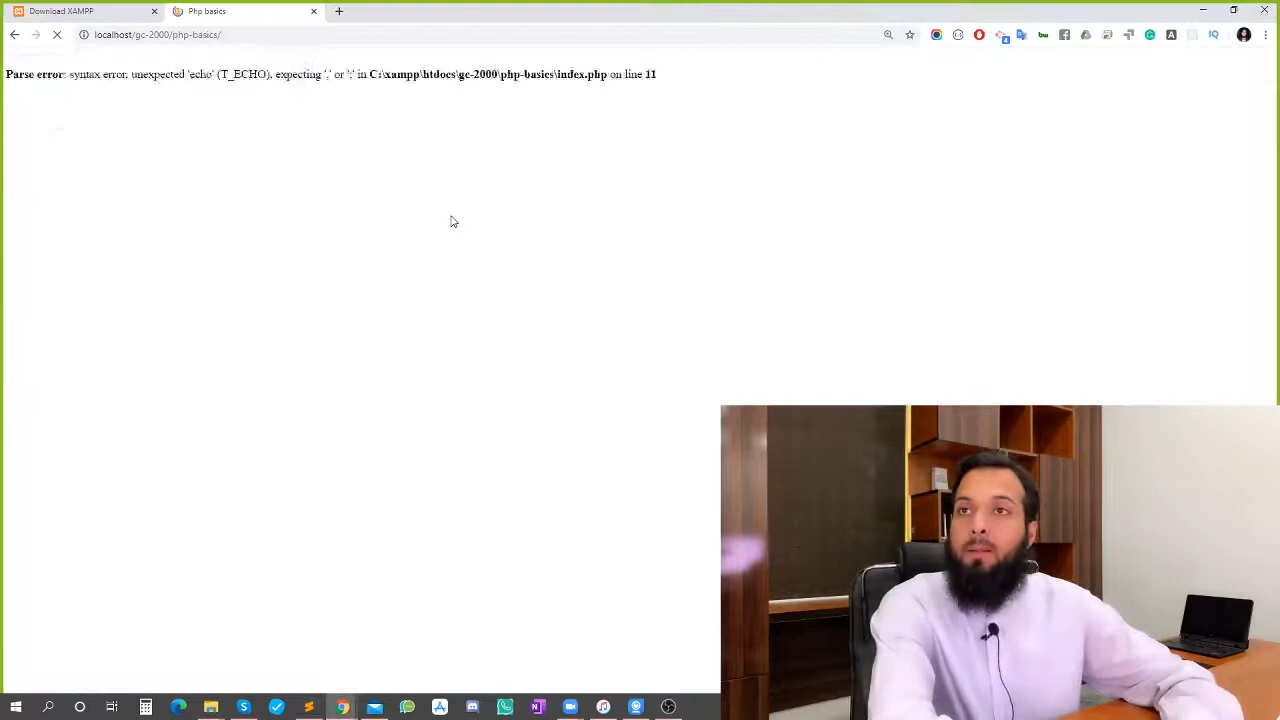 Download XAMPP
Php basics
localhost/gc-2000/php-basics/
Parse error: syntax error, unexpected 'echo' (T_ECHO), expecting ',' or ';' in C:\xampp\htdocs\gc-2000\php-basics\index.php on line 11